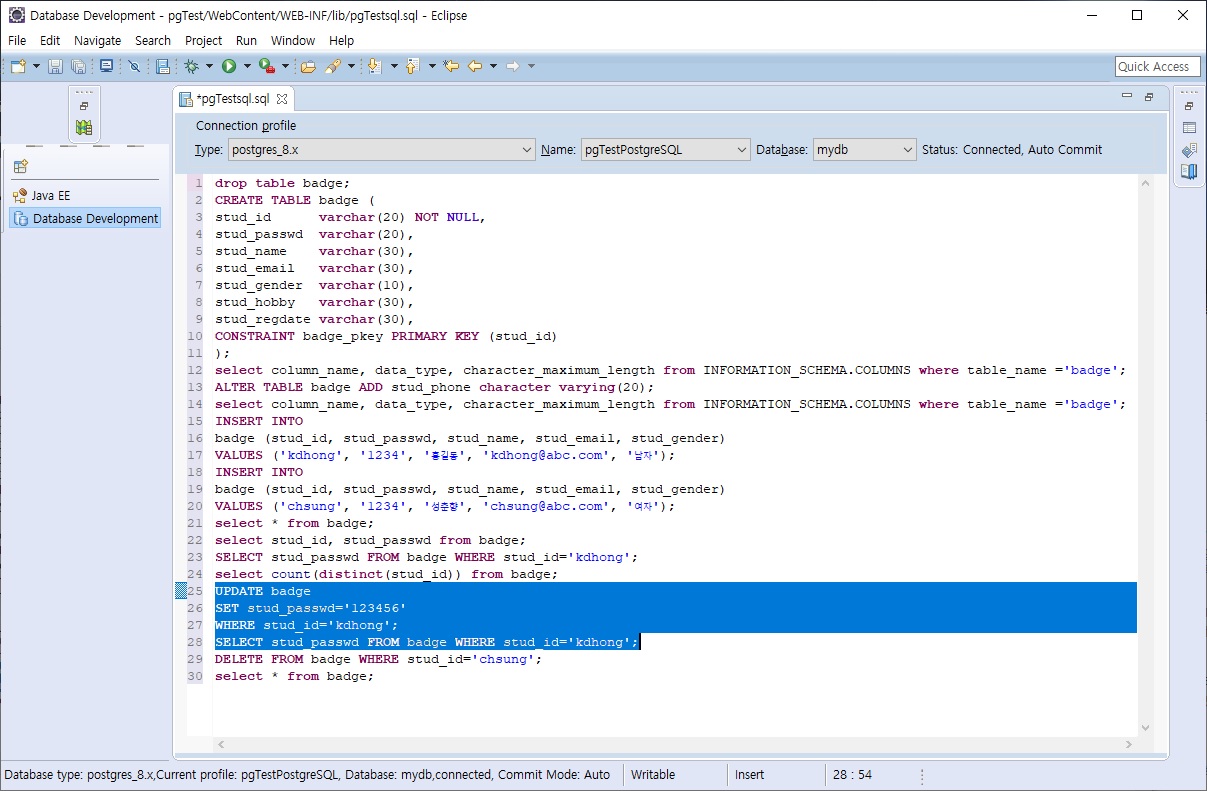 Database Development - pgTest/WebContent/WEB-INF/lib/pgTestsql.sql - Eclipse
File Edit Navigate Search Project Run Window Help
Quick Access
*pgTestsql.sql
Connection profile
Type: postgres_8.x Name: pgTestPostgreSQL Database: mydb Status: Connected, Auto Commit
Java EE
Database Development
1 drop table badge;
2 CREATE TABLE badge (
3 stud_id      varchar(20) NOT NULL,
4 stud_passwd  varchar(20),
5 stud_name    varchar(30),
6 stud_email   varchar(30),
7 stud_gender  varchar(10),
8 stud_hobby   varchar(30),
9 stud_regdate varchar(30),
10 CONSTRAINT badge_pkey PRIMARY KEY (stud_id)
11 );
12 select column_name, data_type, character_maximum_length from INFORMATION_SCHEMA.COLUMNS where table_name ='badge';
13 ALTER TABLE badge ADD stud_phone character varying(20);
14 select column_name, data_type, character_maximum_length from INFORMATION_SCHEMA.COLUMNS where table_name ='badge';
15 INSERT INTO
16 badge (stud_id, stud_passwd, stud_name, stud_email, stud_gender)
17 VALUES ('kdhong', '1234', '홍길동', 'kdhong@abc.com', '남자');
18 INSERT INTO
19 badge (stud_id, stud_passwd, stud_name, stud_email, stud_gender)
20 VALUES ('chsung', '1234', '성춘향', 'chsung@abc.com', '여자');
21 select * from badge;
22 select stud_id, stud_passwd from badge;
23 SELECT stud_passwd FROM badge WHERE stud_id='kdhong';
24 select count(distinct(stud_id)) from badge;
25 UPDATE badge
26 SET stud_passwd='123456'
27 WHERE stud_id='kdhong';
28 SELECT stud_passwd FROM badge WHERE stud_id='kdhong';
29 DELETE FROM badge WHERE stud_id='chsung';
30 select * from badge;
Database type: postgres_8.x,Current profile: pgTestPostgreSQL, Database: mydb,connected, Commit Mode: Auto Writable Insert 28 : 54